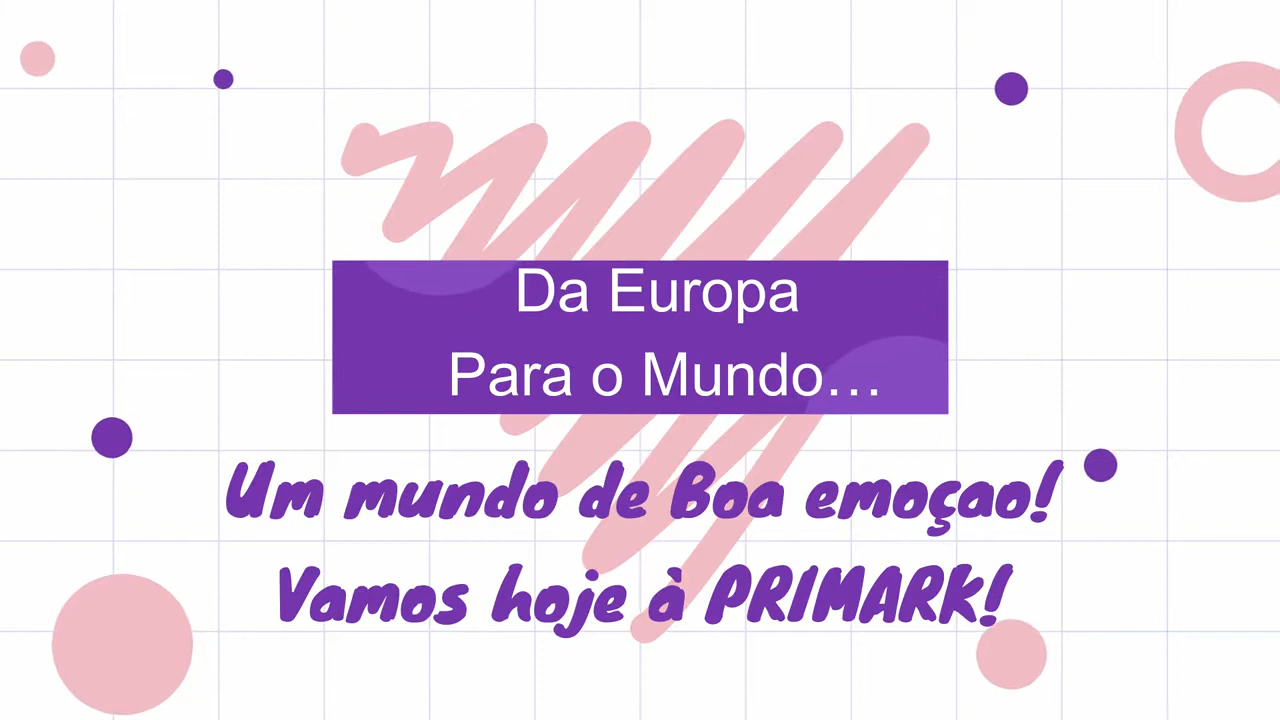 Da Europa
Para o Mundo...
Um mundo de Boa emoçao!
Vamos hoje à PRIMARK!